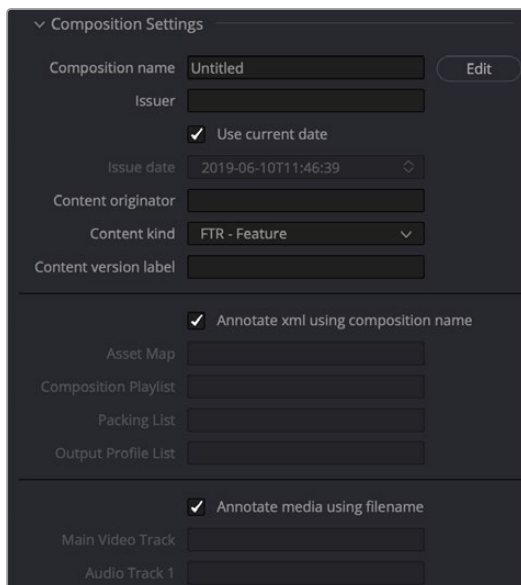 Composition Settings
Composition name Untitled Edit
Issuer
Use current date
Issue date 2019-06-10T11:46:39
Content originator
Content kind FTR - Feature
Content version label
Annotate xml using composition name
Asset Map
Composition Playlist
Packing List
Output Profile List
Annotate media using filename
Main Video Track
Audio Track 1